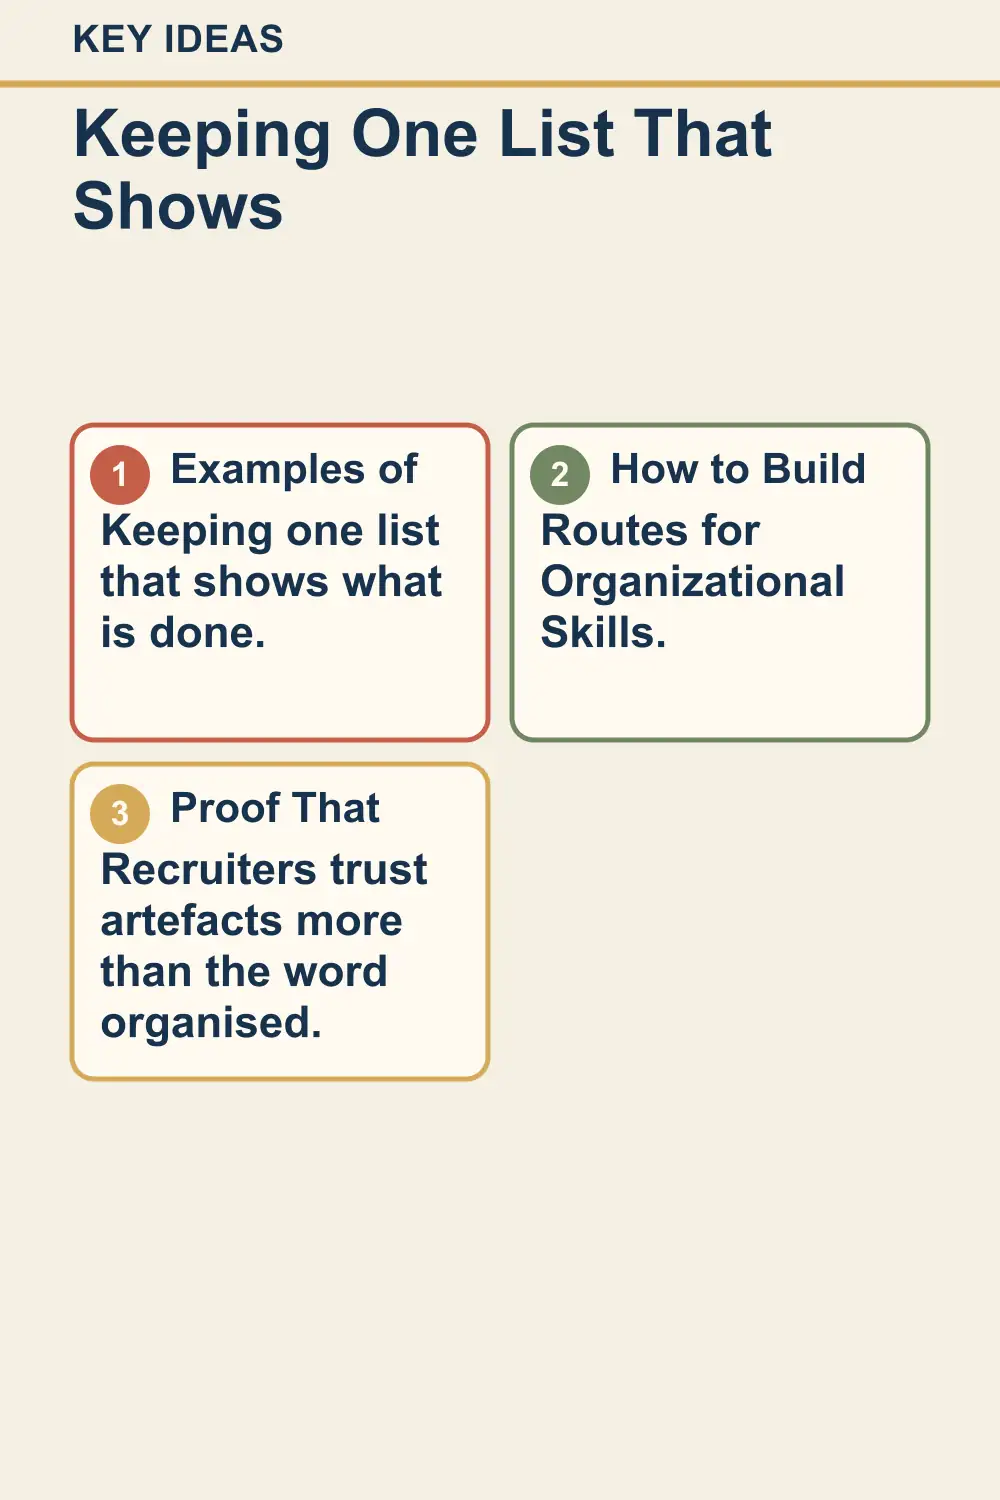 KEY IDEAS
Keeping One List That
Shows
1 Examples of
Keeping one list
that shows what
is done.
2 How to Build
Routes for
Organizational
Skills.
3 Proof That
Recruiters trust
artefacts more
than the word
organised.